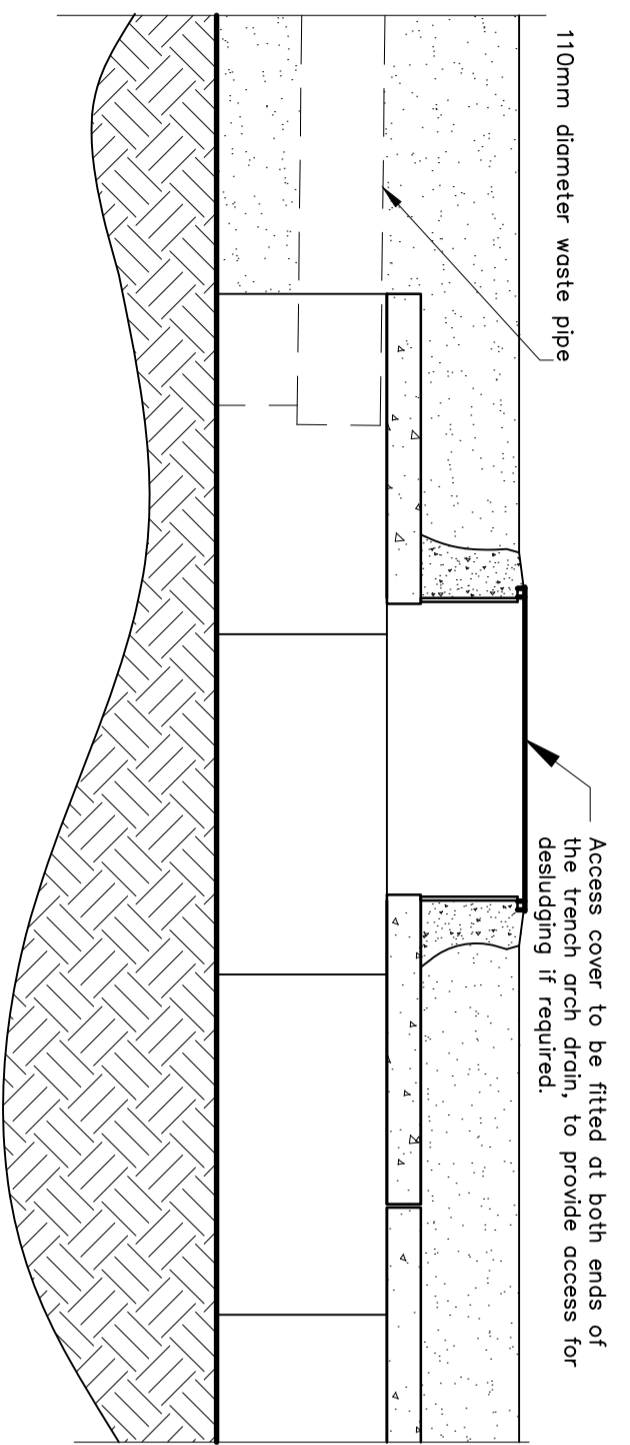 110mm diameter waste pipe
Access cover to be fitted at both ends of
the trench arch drain, to provide access for
desludging if required.